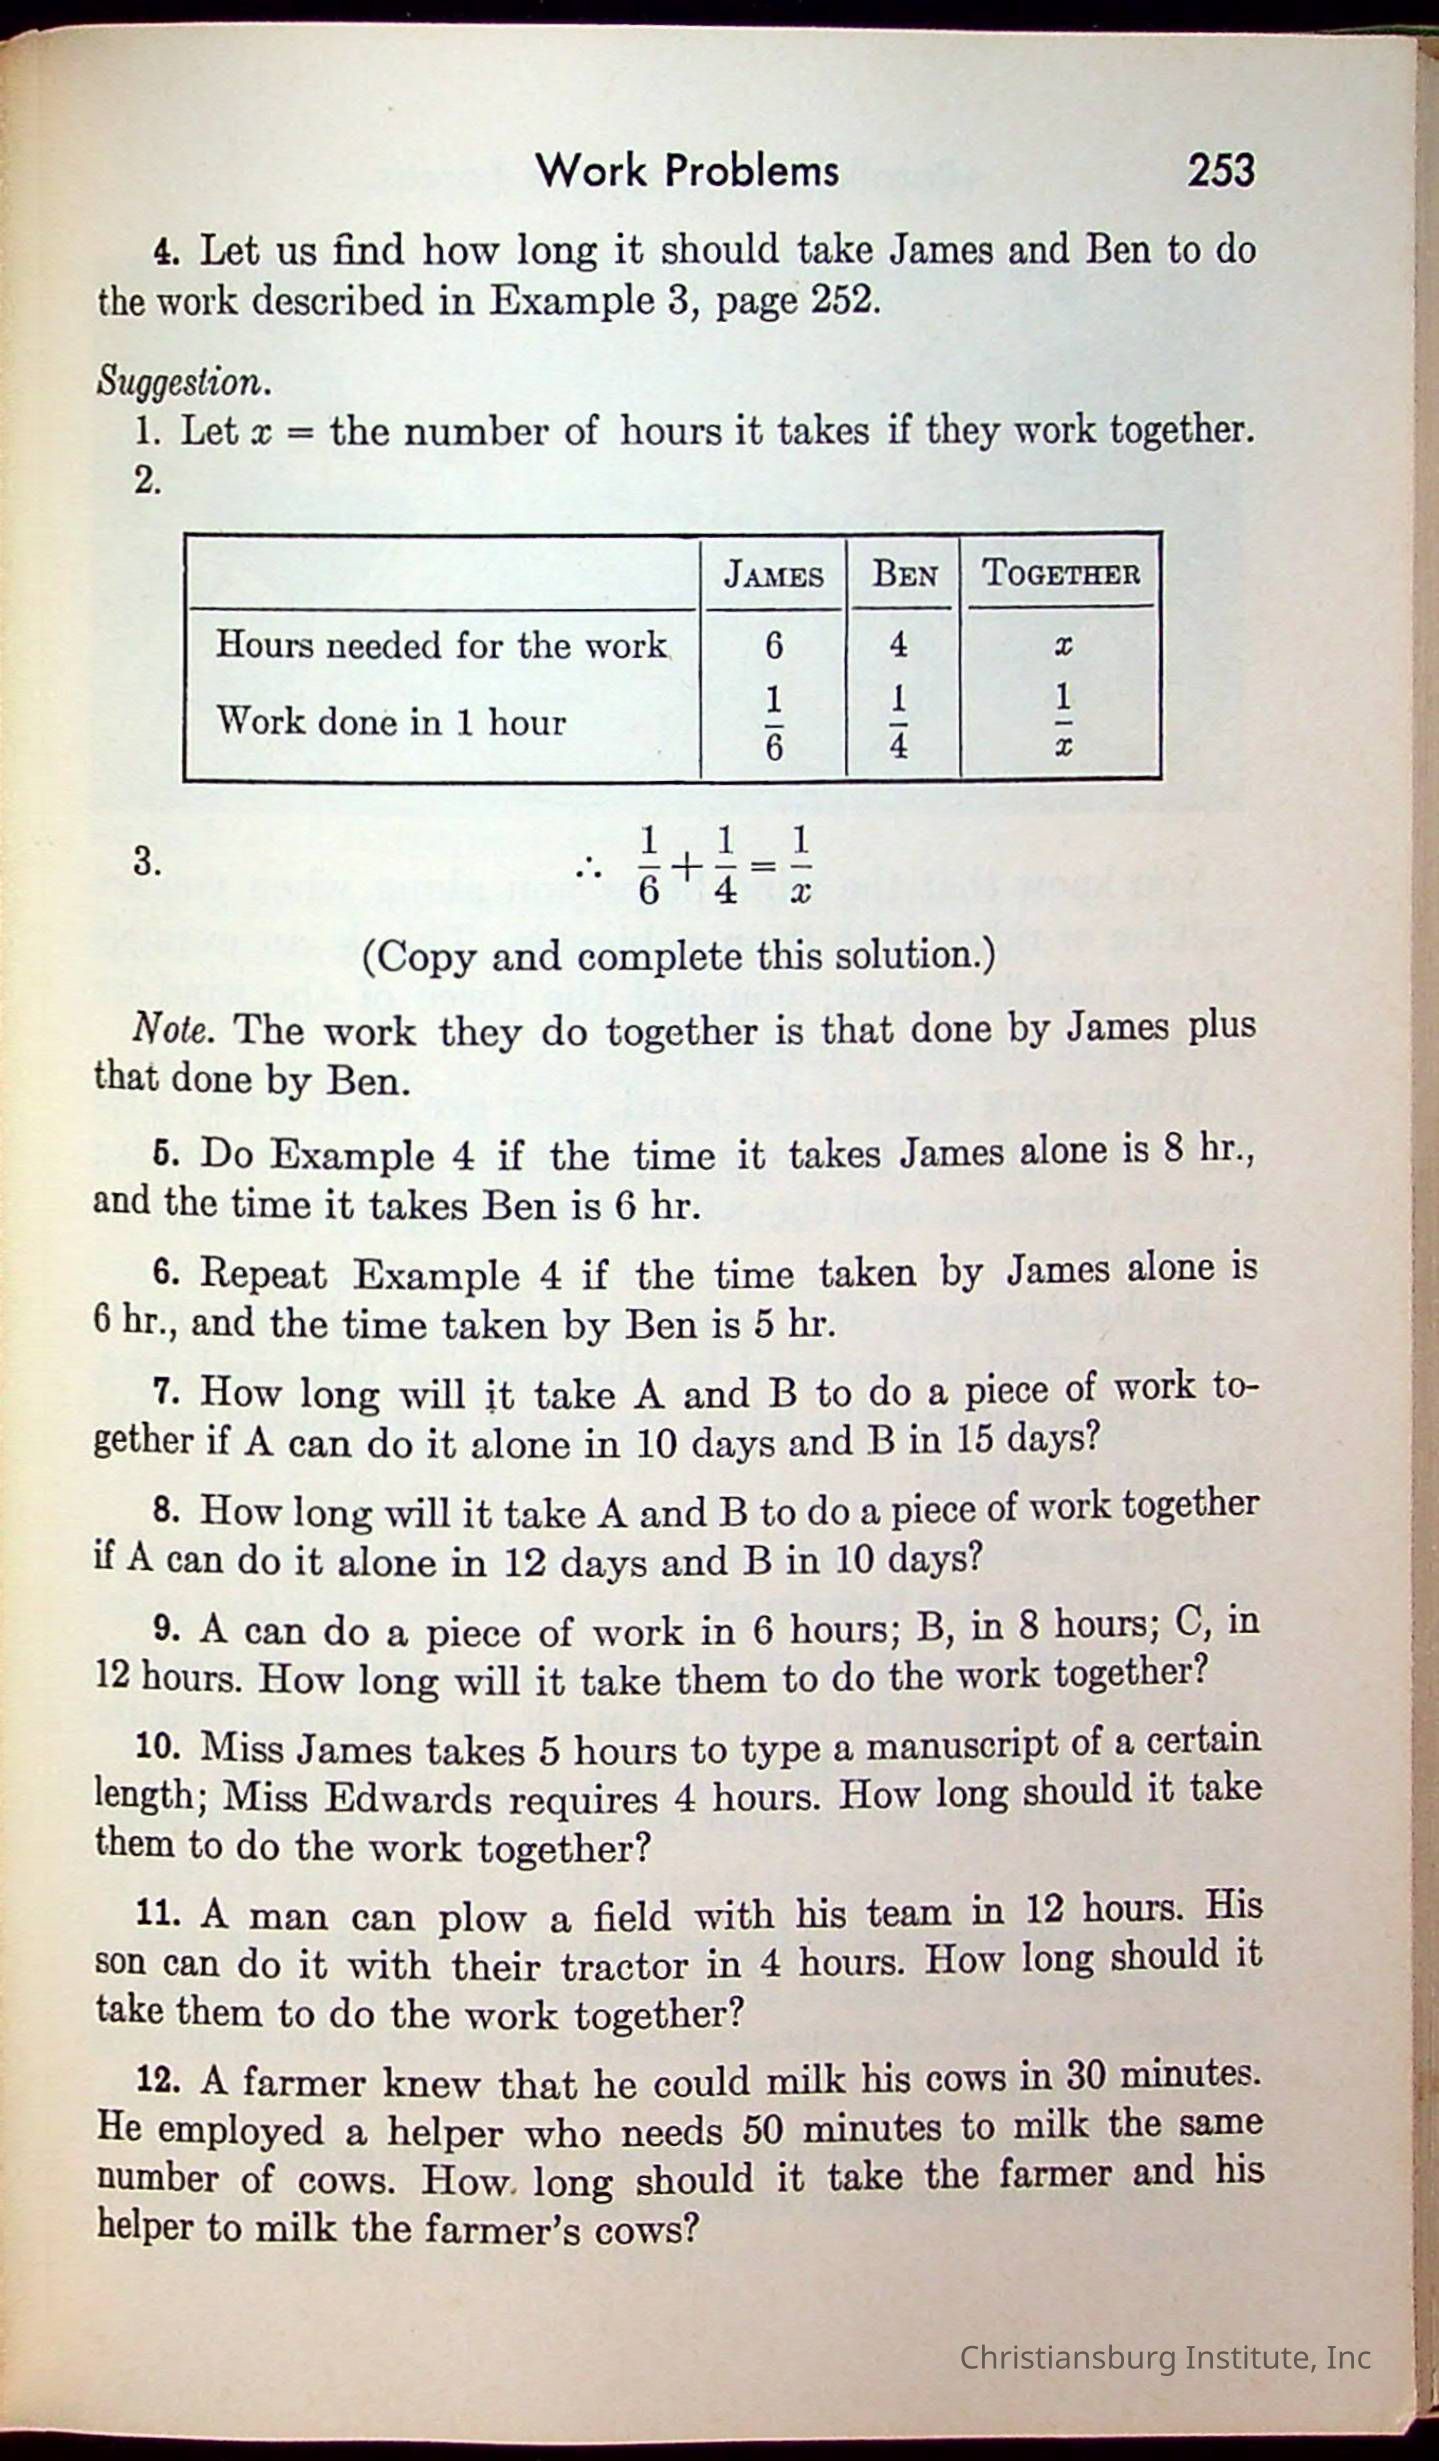 Work Problems 253
4. Let us find how long it should take James and Ben to do
the work described in Example 3, page 252.
Suggestion.
1. Let x = the number of hours it takes if they work together.
2.
JAMES BEN TOGETHER
Hours needed for the work 6 4 x
Work done in 1 hour 1/6 1/4 1/x
3. ∴ 1/6 + 1/4 = 1/x
(Copy and complete this solution.)
Note. The work they do together is that done by James plus
that done by Ben.
5. Do Example 4 if the time it takes James alone is 8 hr.,
and the time it takes Ben is 6 hr.
6. Repeat Example 4 if the time taken by James alone is
6 hr., and the time taken by Ben is 5 hr.
7. How long will it take A and B to do a piece of work to-
gether if A can do it alone in 10 days and B in 15 days?
8. How long will it take A and B to do a piece of work together
if A can do it alone in 12 days and B in 10 days?
9. A can do a piece of work in 6 hours; B, in 8 hours; C, in
12 hours. How long will it take them to do the work together?
10. Miss James takes 5 hours to type a manuscript of a certain
length; Miss Edwards requires 4 hours. How long should it take
them to do the work together?
11. A man can plow a field with his team in 12 hours. His
son can do it with their tractor in 4 hours. How long should it
take them to do the work together?
12. A farmer knew that he could milk his cows in 30 minutes.
He employed a helper who needs 50 minutes to milk the same
number of cows. How long should it take the farmer and his
helper to milk the farmer's cows?
Christiansburg Institute, Inc